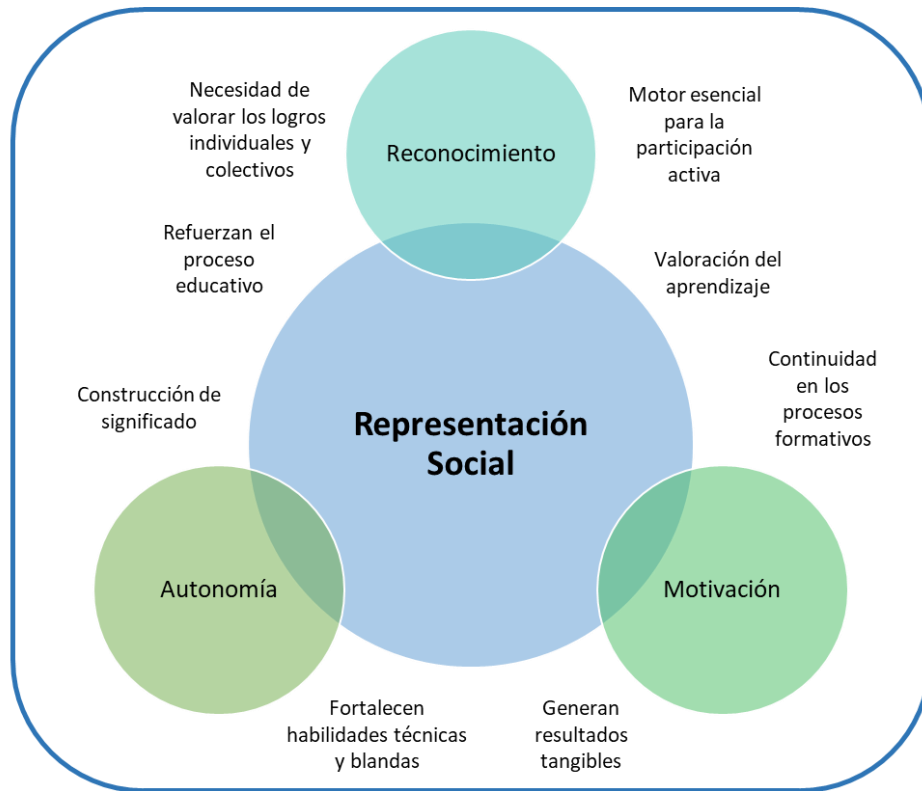 Necesidad de
valorar los logros
individuales y
colectivos
Reconocimiento
Motor esencial
para la
participación
activa
Refuerzan el
proceso
educativo
Valoración del
aprendizaje
Construcción de
significado
Representación
Social
Continuidad
en los
procesos
formativos
Autonomía
Motivación
Fortalecen
habilidades técnicas
y blandas
Generan
resultados
tangibles